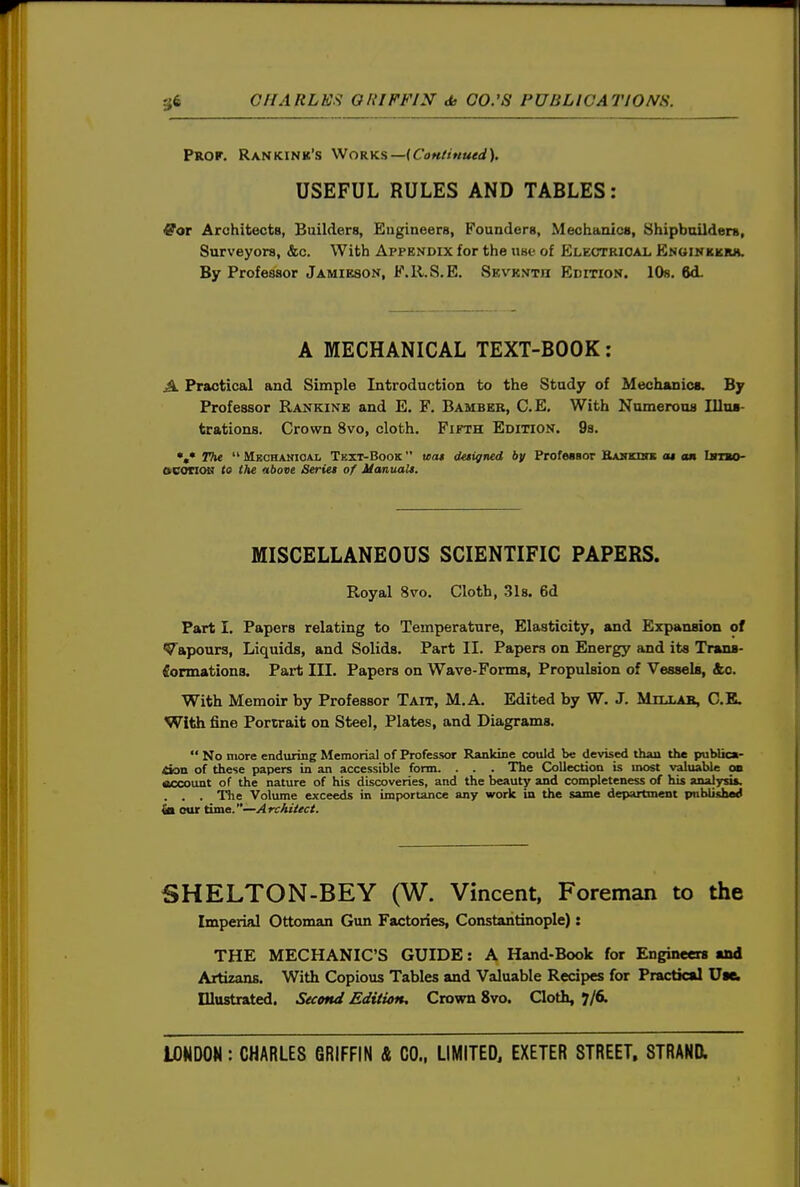 36 CHARLES GRIFFIN & CO.'S PUBLICATIONS.
PROF. RANKINE'S WORKS—(Continued).
USEFUL RULES AND TABLES:
For Architects, Builders, Engineers, Founders, Mechanics, Shipbuilders,
Surveyors, &c. With APPENDIX for the use of ELECTRICAL ENGINEERS.
By Professor JAMIESON, F.R.S.E. SEVENTH EDITION. 10s. 6d.
A MECHANICAL TEXT-BOOK:
A Practical and Simple Introduction to the Study of Mechanics. By
Professor RANKINE and E. F. BAMBER, C.E. With Numerous Illus-
trations. Crown 8vo, cloth. FIFTH EDITION. 9s.
*** The "MECHANICAL TEXT-BOOK" was designed by Professor RANKINE as an INTRO-
DUCTION to the above Series of Manuals.
MISCELLANEOUS SCIENTIFIC PAPERS.
Royal 8vo. Cloth, 31s. 6d
Part I. Papers relating to Temperature, Elasticity, and Expansion of
Vapours, Liquids, and Solids. Part II. Papers on Energy and its Trans-
formations. Part III. Papers on Wave-Forms, Propulsion of Vessels, &c.
With Memoir by Professor TAIT, M.A. Edited by W. J. MILLAR, C.E.
With fine Portrait on Steel, Plates, and Diagrams.
"No more enduring Memorial of Professor Rankine could be devised than the publica-
tion of these papers in an accessible form. . . . The Collection is most valuable on
account of the nature of his discoveries, and the beauty and completeness of his analysis.
. . . The Volume exceeds in importance any work in the same department published
in our time."—Architect.
SHELTON-BEY (W. Vincent, Foreman to the
Imperial Ottoman Gun Factories, Constantinople):
THE MECHANIC'S GUIDE: A Hand-Book for Engineers and
Artizans. With Copious Tables and Valuable Recipes for Practical Use.
Illustrated. Second Edition. Crown 8vo. Cloth, 7/6.
LONDON: CHARLES GRIFFIN & CO., LIMITED, EXETER STREET, STRAND.